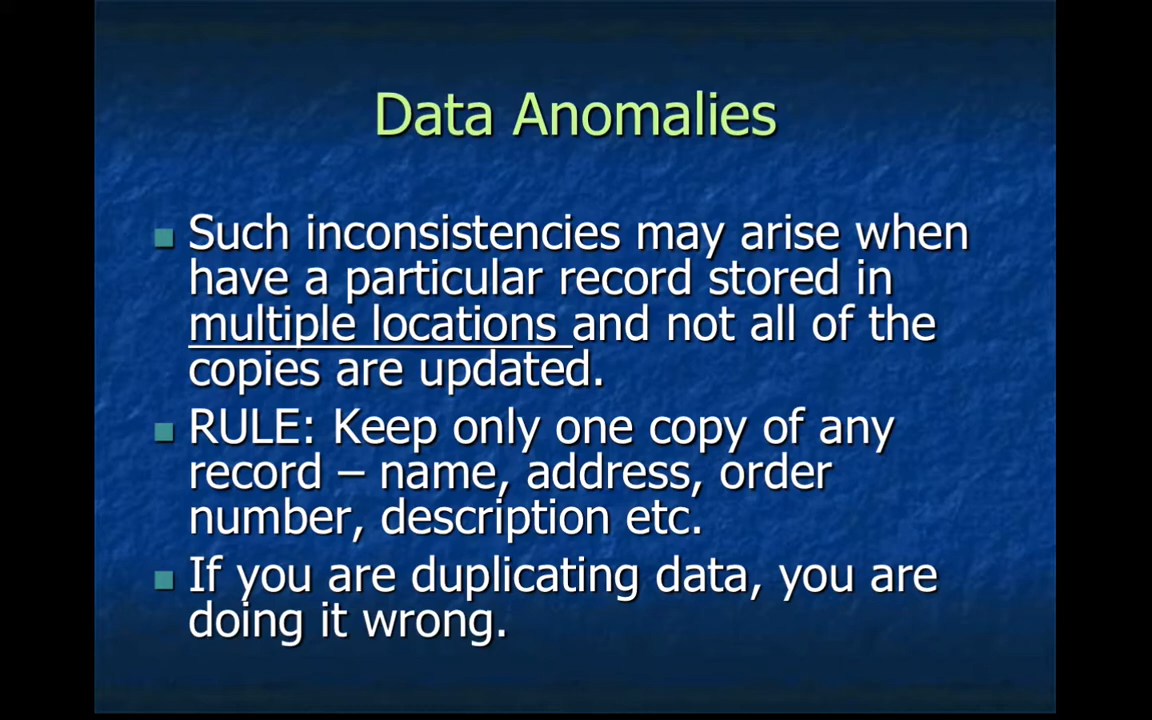 Data Anomalies
Such inconsistencies may arise when
have a particular record stored in
multiple locations and not all of the
copies are updated.
RULE: Keep only one copy of any
record – name, address, order
number, description etc.
If you are duplicating data, you are
doing it wrong.